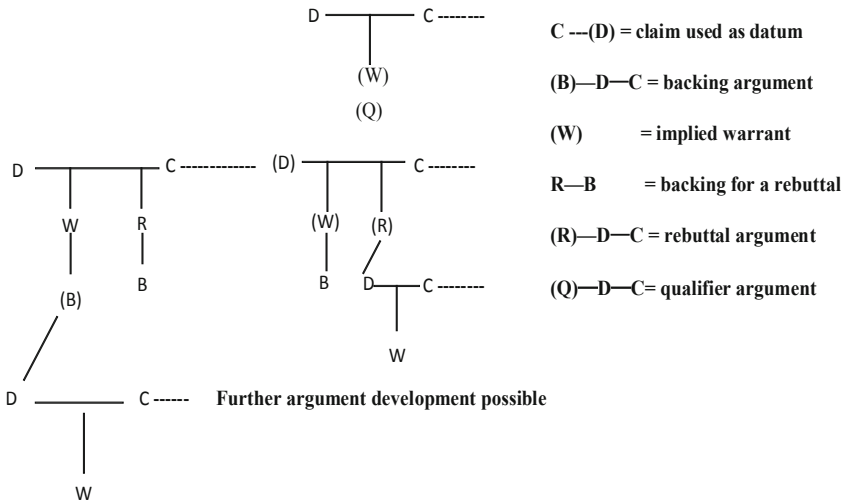 D C --------
(W)
(Q)
D C ------------- (D) C --------
W R (W) (R)
B B D C --------
(B)
W
D C ------ Further argument development possible
W
C ---(D) = claim used as datum
(B)—D—C = backing argument
(W) = implied warrant
R—B = backing for a rebuttal
(R)—D—C = rebuttal argument
(Q)—D—C= qualifier argument